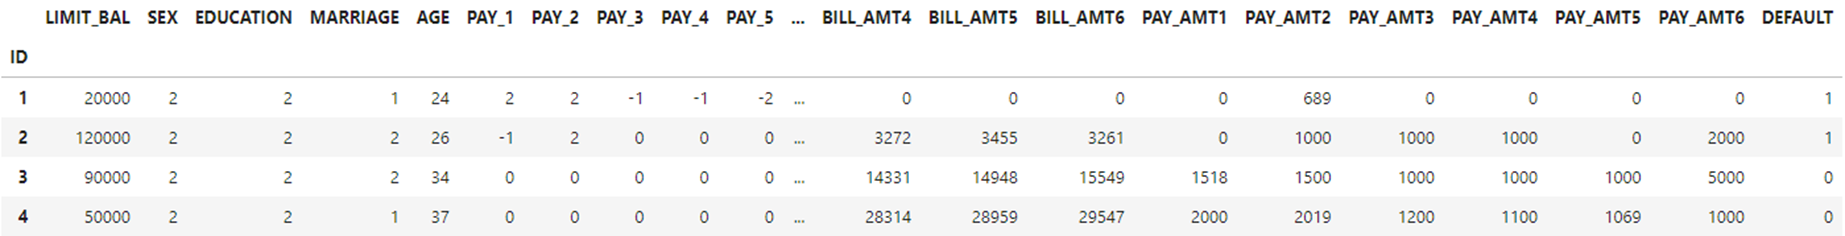 LIMIT_BAL SEX EDUCATION MARRIAGE AGE PAY_1 PAY_2 PAY_3 PAY_4 PAY_5 ... BILL_AMT4 BILL_AMT5 BILL_AMT6 PAY_AMT1 PAY_AMT2 PAY_AMT3 PAY_AMT4 PAY_AMT5 PAY_AMT6 DEFAULT
ID
1 20000 2 2 1 24 2 2 -1 -1 -2 ... 0 0 0 0 689 0 0 0 0 1
2 120000 2 2 2 26 -1 2 0 0 0 ... 3272 3455 3261 0 1000 1000 1000 0 2000 1
3 90000 2 2 2 34 0 0 0 0 0 ... 14331 14948 15549 1518 1500 1000 1000 1000 5000 0
4 50000 2 2 1 37 0 0 0 0 0 ... 28314 28959 29547 2000 2019 1200 1100 1069 1000 0